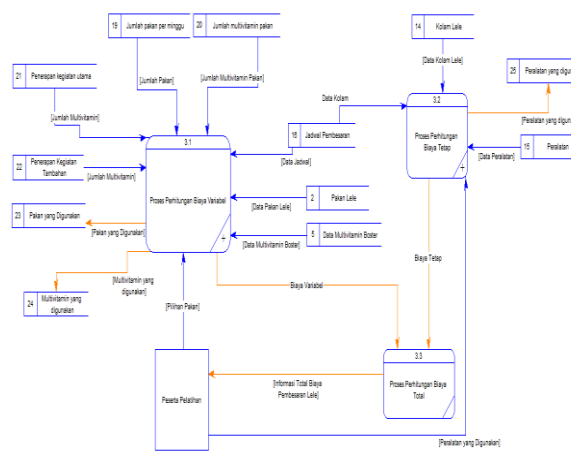 19 Jumlah pakan per minggu
20 Jumlah multivitamin pakan
14 Kolam Lele
21 Penerapan kegiatan utama
[Jumlah Pakan]
[Jumlah Multivitamin Pakan]
[Data Kolam Lele]
25 Peralatan yang digu
[Jumlah Multivitamin]
Data Kolam
3.2
Proses Perhitungan
Biaya Tetap
[Peralatan yang digun
3.1
Proses Perhitungan Biaya Variabel
Jadwal Pembesaran
[Data Jadwal]
Peralatan
[Data Peralatan]
22 Penerapan Kegiatan
Tambahan
[Jumlah Multivitamin]
2 Pakan Lele
[Data Pakan Lele]
23 Pakan yang Digunakan
[Pakan yang Digunakan]
5 Data Multivitamin Boster
[Data Multivitamin Boster]
+
+
Biaya Tetap
[Multivitamin yang
digunakan]
24 Multivitamin yang
digunakan
[Pilihan Pakan]
Biaya Variabel
3.3
Proses Perhitungan Biaya
Total
Peserta Pelatihan
[Informasi Total Biaya
Pembesaran Lele]
[Peralatan yang Digunakan]